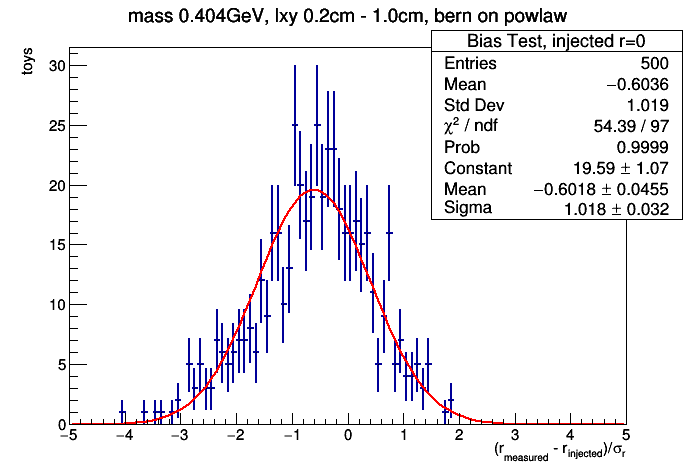 mass 0.404GeV, lxy 0.2cm - 1.0cm, bern on powlaw
Bias Test, injected r=0
Entries 500
Mean −0.6036
Std Dev 1.019
χ² / ndf 54.39 / 97
Prob 0.9999
Constant 19.59 ± 1.07
Mean −0.6018 ± 0.0455
Sigma 1.018 ± 0.032
toys
30
25
20
15
10
5
0
−5 −4 −3 −2 −1 0 1 2 3 4 5
(r_measured - r_injected)/σ_r